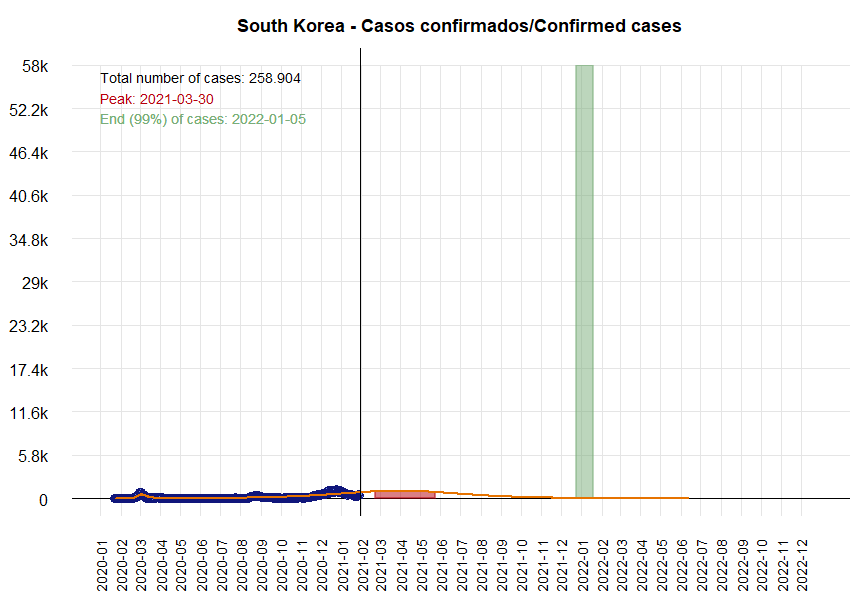 South Korea - Casos confirmados/Confirmed cases
Total number of cases: 258.904
Peak: 2021-03-30
End (99%) of cases: 2022-01-05
58k
52.2k
46.4k
40.6k
34.8k
29k
23.2k
17.4k
11.6k
5.8k
0
2020-01
2020-02
2020-03
2020-04
2020-05
2020-06
2020-07
2020-08
2020-09
2020-10
2020-11
2020-12
2021-01
2021-02
2021-03
2021-04
2021-05
2021-06
2021-07
2021-08
2021-09
2021-10
2021-11
2021-12
2022-01
2022-02
2022-03
2022-04
2022-05
2022-06
2022-07
2022-08
2022-09
2022-10
2022-11
2022-12